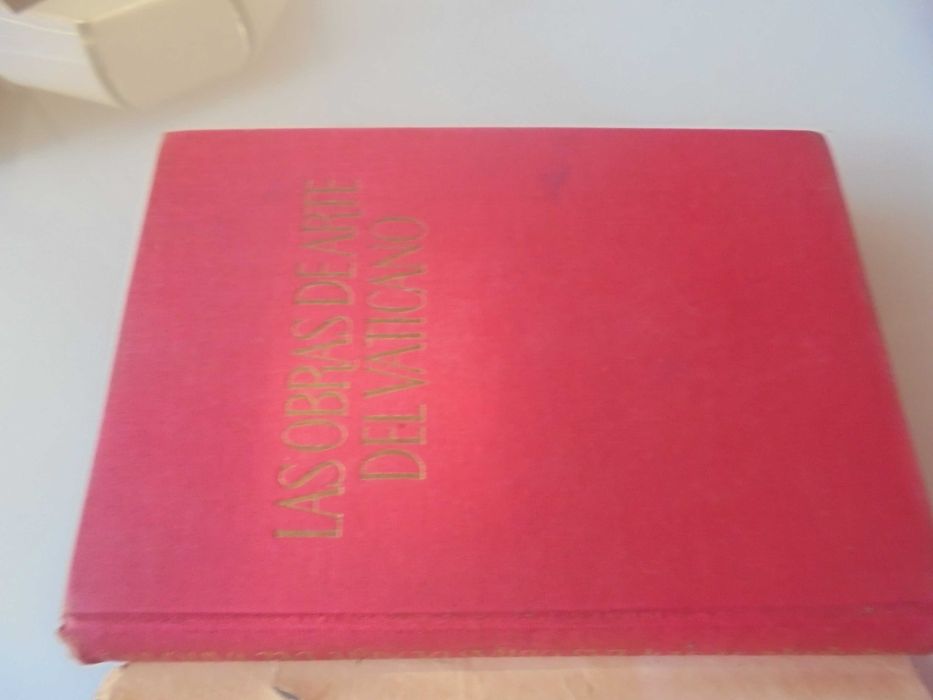 LAS OBRAS DE ARTE
DEL VATICANO